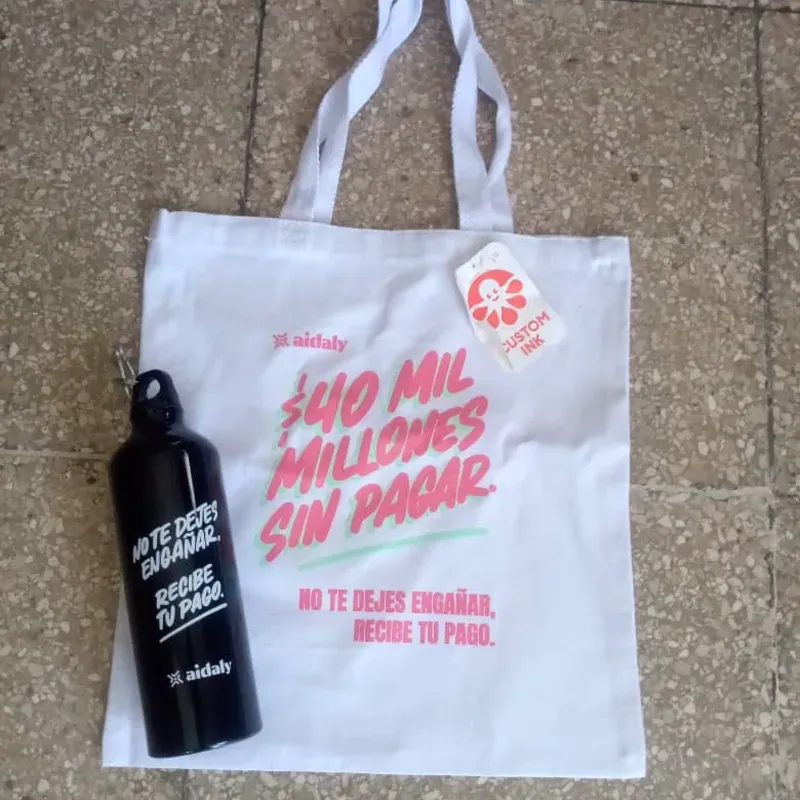 aidaly
$40 MIL
MILLONES
SIN PAGAR.
NO TE DEJES ENGAÑAR,
RECIBE TU PAGO.
CUSTOM
INK
NO TE DEJES
ENGAÑAR,
RECIBE
TU PAGO.
aidaly